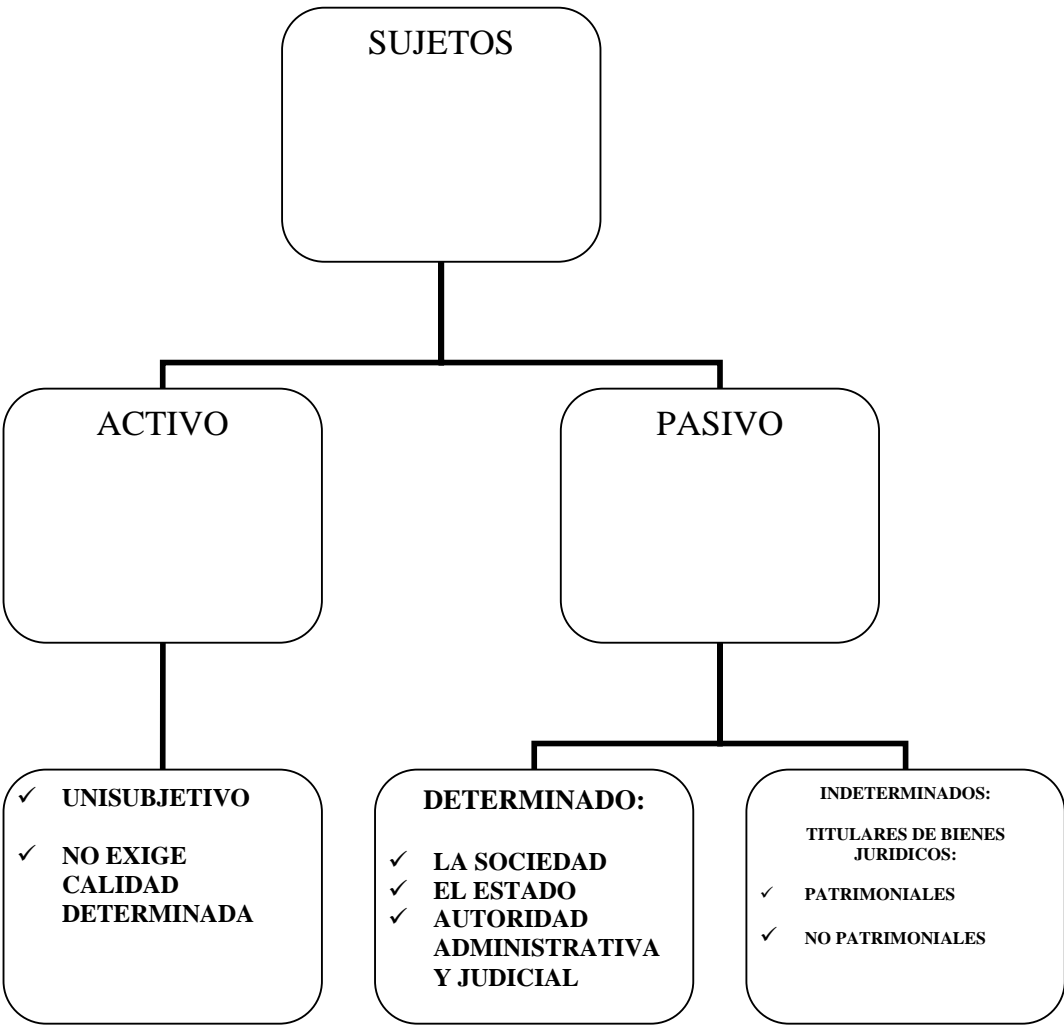 SUJETOS
ACTIVO
PASIVO
✓ UNISUBJETIVO
✓ NO EXIGE
CALIDAD
DETERMINADA
DETERMINADO:
✓ LA SOCIEDAD
✓ EL ESTADO
✓ AUTORIDAD
ADMINISTRATIVA
Y JUDICIAL
INDETERMINADOS:
TITULARES DE BIENES
JURIDICOS:
✓ PATRIMONIALES
✓ NO PATRIMONIALES